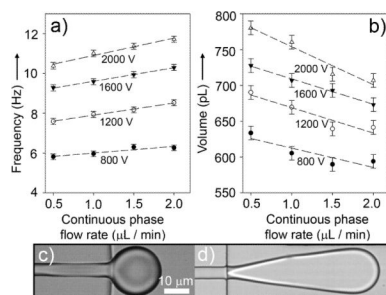 a)
Frequency (Hz)
12
10
8
6
4
2000 V
1600 V
1200 V
800 V
0.5 1.0 1.5 2.0
Continuous phase
flow rate (μL / min)
b)
Volume (pL)
800
750
700
650
600
550
2000 V
1600 V
1200 V
800 V
0.5 1.0 1.5 2.0
Continuous phase
flow rate (μL / min)
c)
10 μm
d)